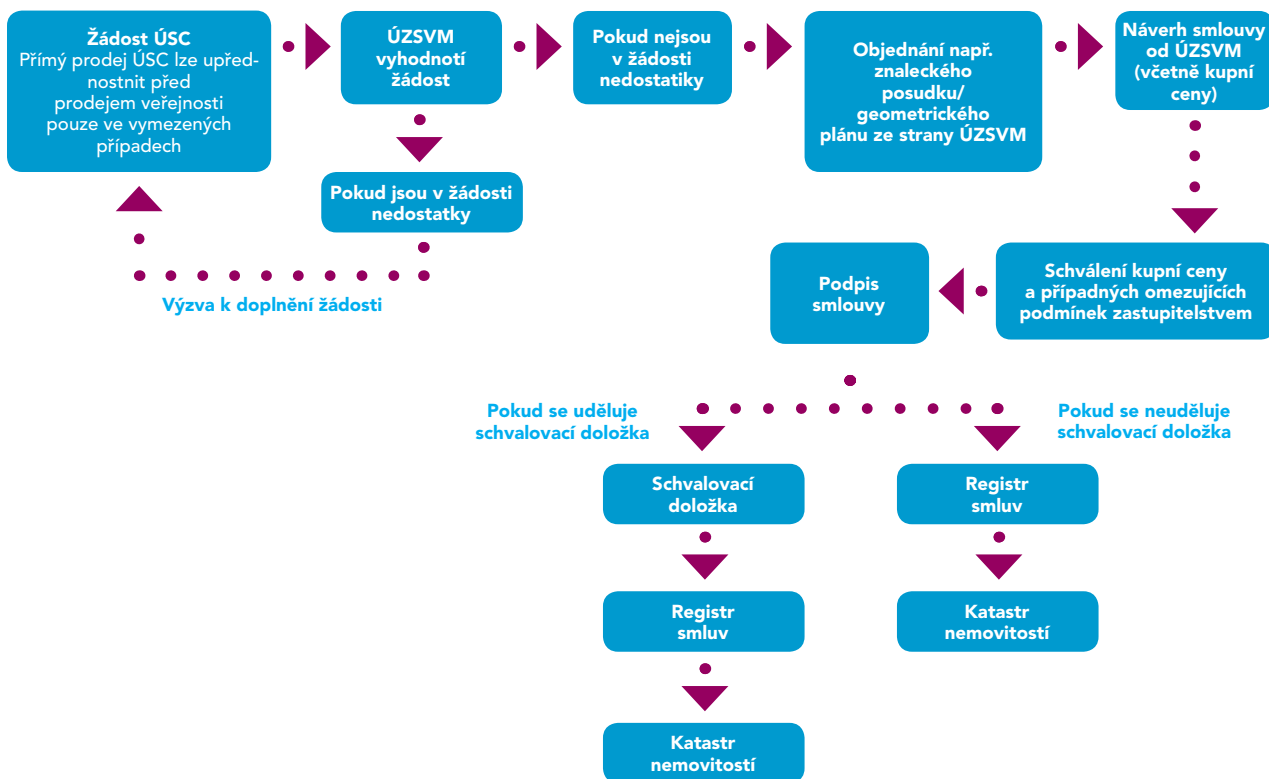 Žádost ÚSC
Přímý prodej ÚSC lze upřed-
nostnit před
prodejem veřejnosti
pouze ve vymezených
případech
ÚZSVM
vyhodnotí
žádost
Pokud nejsou
v žádosti
nedostatiky
Objednání např.
znaleckého
posudku/
geometrického
plánu ze strany ÚZSVM
Náverh smlouvy
od ÚZSVM
(včetně kupní
ceny)
Pokud jsou v žádosti
nedostatky
Výzva k doplnění žádosti
Schválení kupní ceny
a případných omezujících
podmínek zastupitelstvem
Podpis
smlouvy
Pokud se uděluje
schvalovací doložka
Pokud se neuděluje
schvalovací doložka
Schvalovací
doložka
Registr
smluv
Registr
smluv
Katastr
nemovitostí
Katastr
nemovitostí